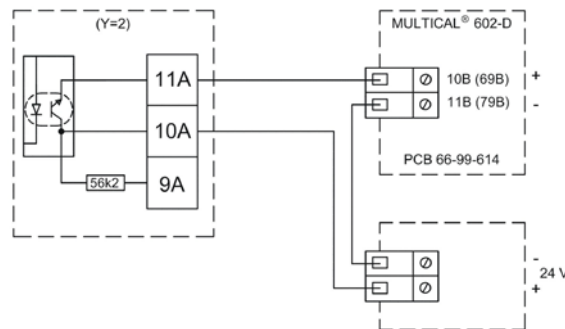 (Y=2)
MULTICAL® 602-D
11A
10B (69B)
+
11B (79B)
-
10A
PCB 66-99-614
56k2
9A
-
24 V
+